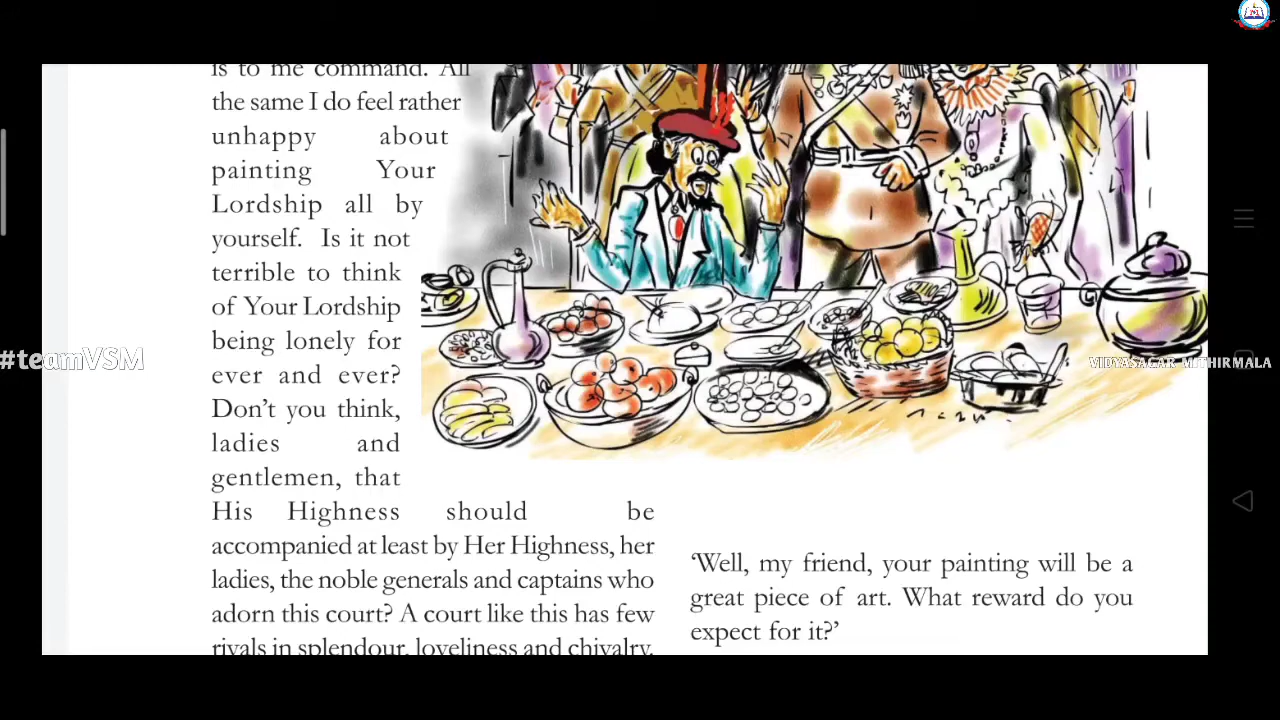 is to me command. All
the same I do feel rather
unhappy about
painting Your
Lordship all by
yourself. Is it not
terrible to think
of Your Lordship
being lonely for
ever and ever?
Don't you think,
ladies and
gentlemen, that
His Highness should be
accompanied at least by Her Highness, her
ladies, the noble generals and captains who
adorn this court? A court like this has few
rivals in splendour, loveliness and chivalry.
‘Well, my friend, your painting will be a
great piece of art. What reward do you
expect for it?’
#teamVSM
VIDYASAGAR MITHIRMALA